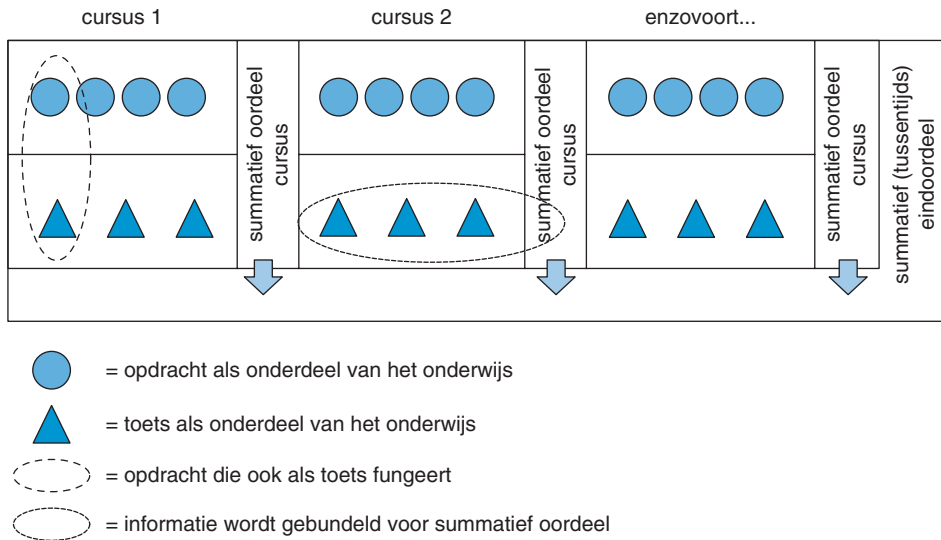 cursus 1
cursus 2
enzovoort...
summatief oordeel
cursus
summatief oordeel
cursus
summatief oordeel
cursus
summatief (tussentijds)
eindoordeel
= opdracht als onderdeel van het onderwijs
= toets als onderdeel van het onderwijs
= opdracht die ook als toets fungeert
= informatie wordt gebundeld voor summatief oordeel